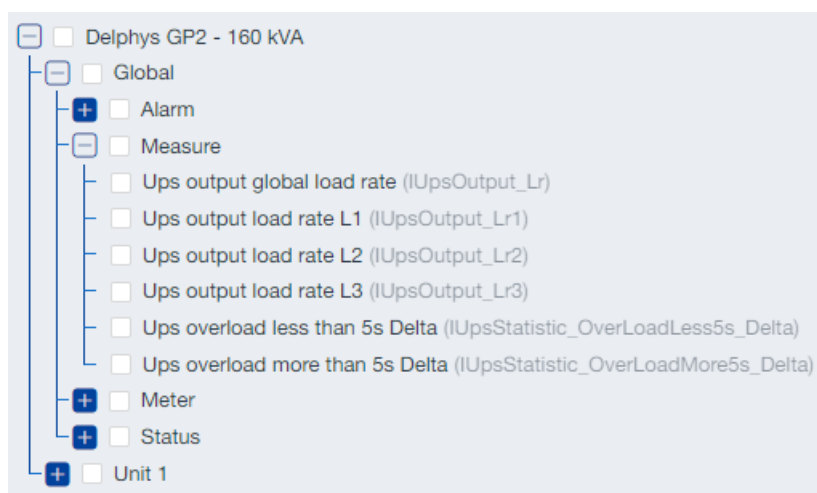 Delphys GP2 - 160 kVA
Global
Alarm
Measure
Ups output global load rate (IUpsOutput_Lr)
Ups output load rate L1 (IUpsOutput_Lr1)
Ups output load rate L2 (IUpsOutput_Lr2)
Ups output load rate L3 (IUpsOutput_Lr3)
Ups overload less than 5s Delta (IUpsStatistic_OverLoadLess5s_Delta)
Ups overload more than 5s Delta (IUpsStatistic_OverLoadMore5s_Delta)
Meter
Status
Unit 1